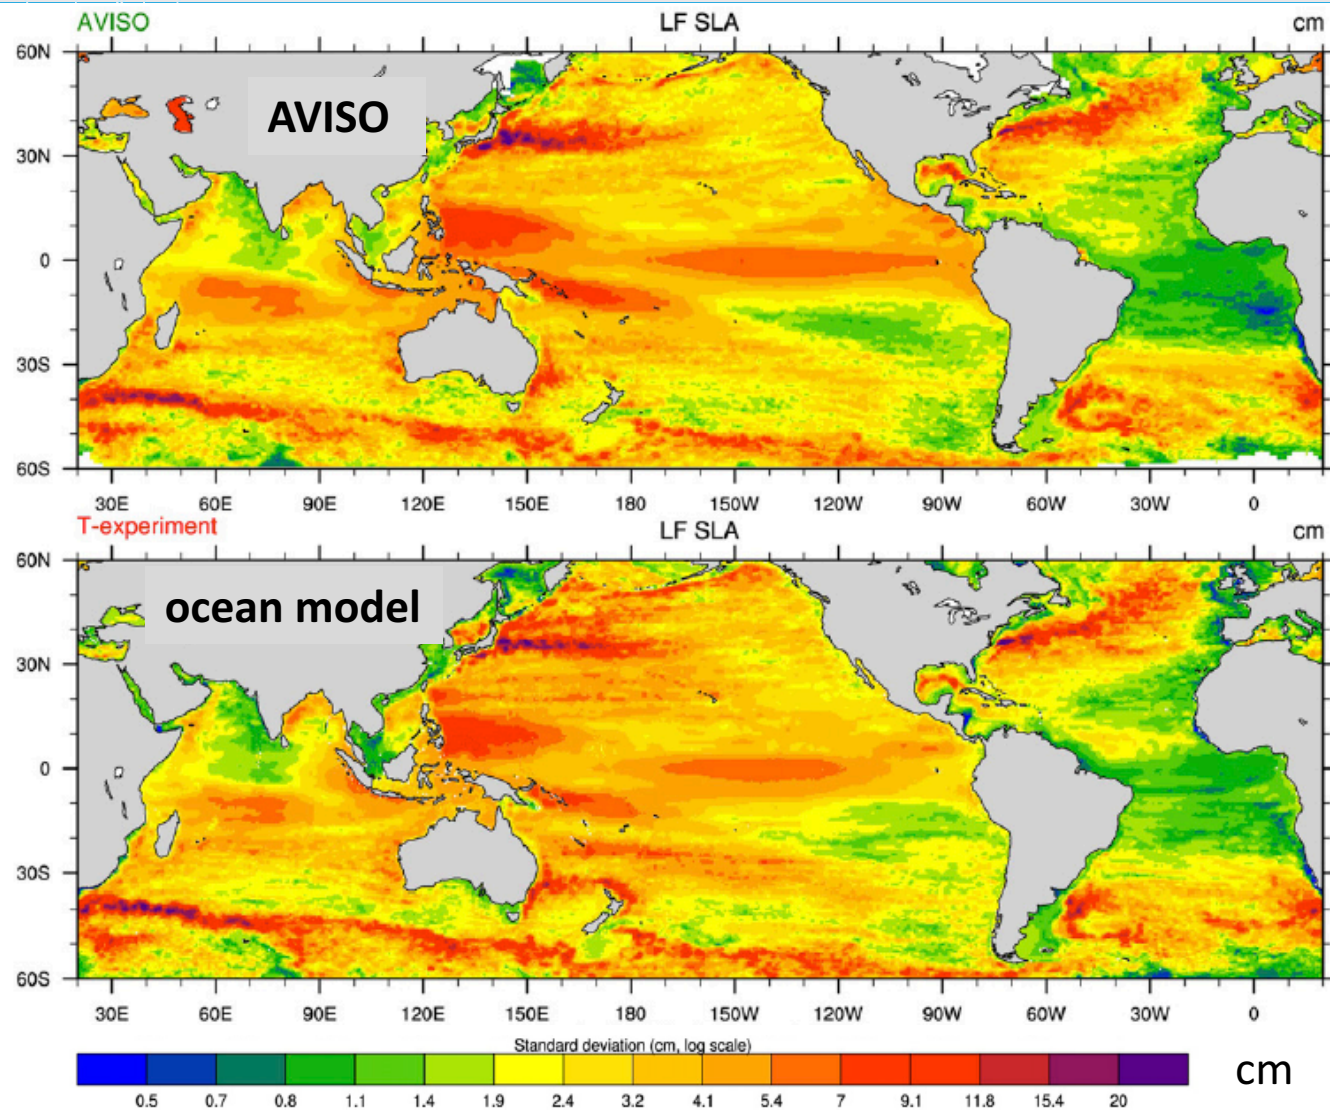 AVISO LF SLA cm
60N
AVISO
30N
0
30S
60S
30E 60E 90E 120E 150E 180 150W 120W 90W 60W 30W 0
T-experiment LF SLA cm
60N
ocean model
30N
0
30S
60S
30E 60E 90E 120E 150E 180 150W 120W 90W 60W 30W 0
Standard deviation (cm, log scale)
cm
0.5 0.7 0.8 1.1 1.4 1.9 2.4 3.2 4.1 5.4 7 9.1 11.8 15.4 20